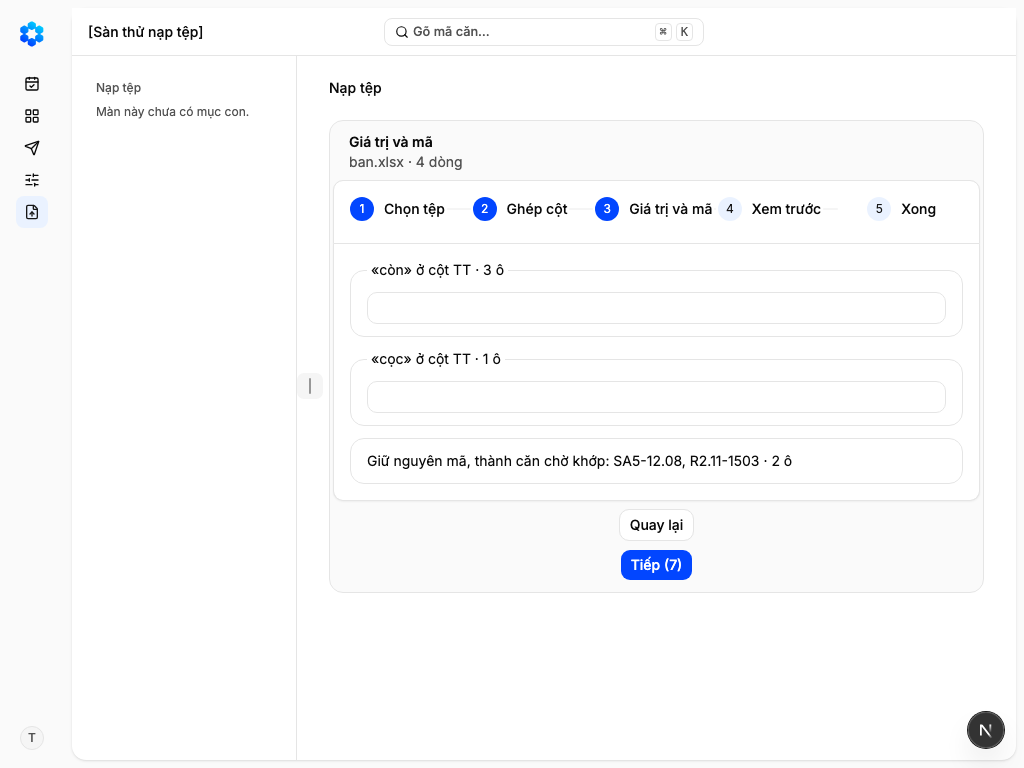 [Sàn thử nạp tệp]
Gõ mã căn...
⌘ K
Nạp tệp
Màn này chưa có mục con.
Nạp tệp
Giá trị và mã
ban.xlsx · 4 dòng
1 Chọn tệp 2 Ghép cột 3 Giá trị và mã 4 Xem trước 5 Xong
«còn» ở cột TT · 3 ô
«cọc» ở cột TT · 1 ô
Giữ nguyên mã, thành căn chờ khớp: SA5-12.08, R2.11-1503 · 2 ô
Quay lại
Tiếp (7)
T
N